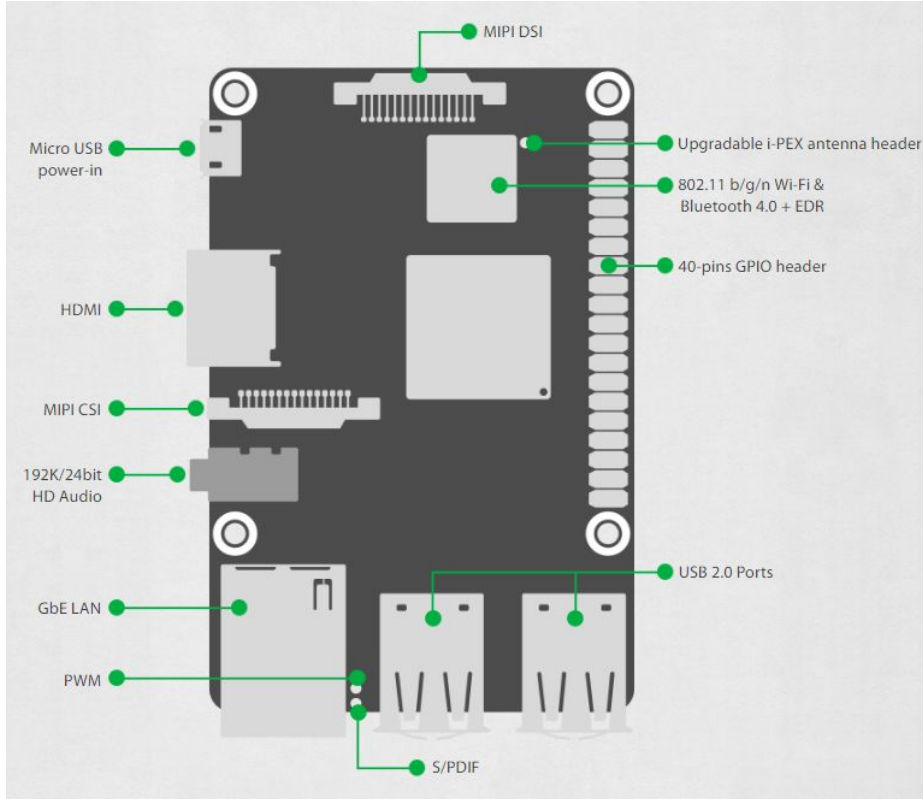 MIPI DSI
Micro USB
power-in
Upgradable i-PEX antenna header
802.11 b/g/n Wi-Fi &
Bluetooth 4.0 + EDR
40-pins GPIO header
HDMI
MIPI CSI
192K/24bit
HD Audio
USB 2.0 Ports
GbE LAN
PWM
S/PDIF